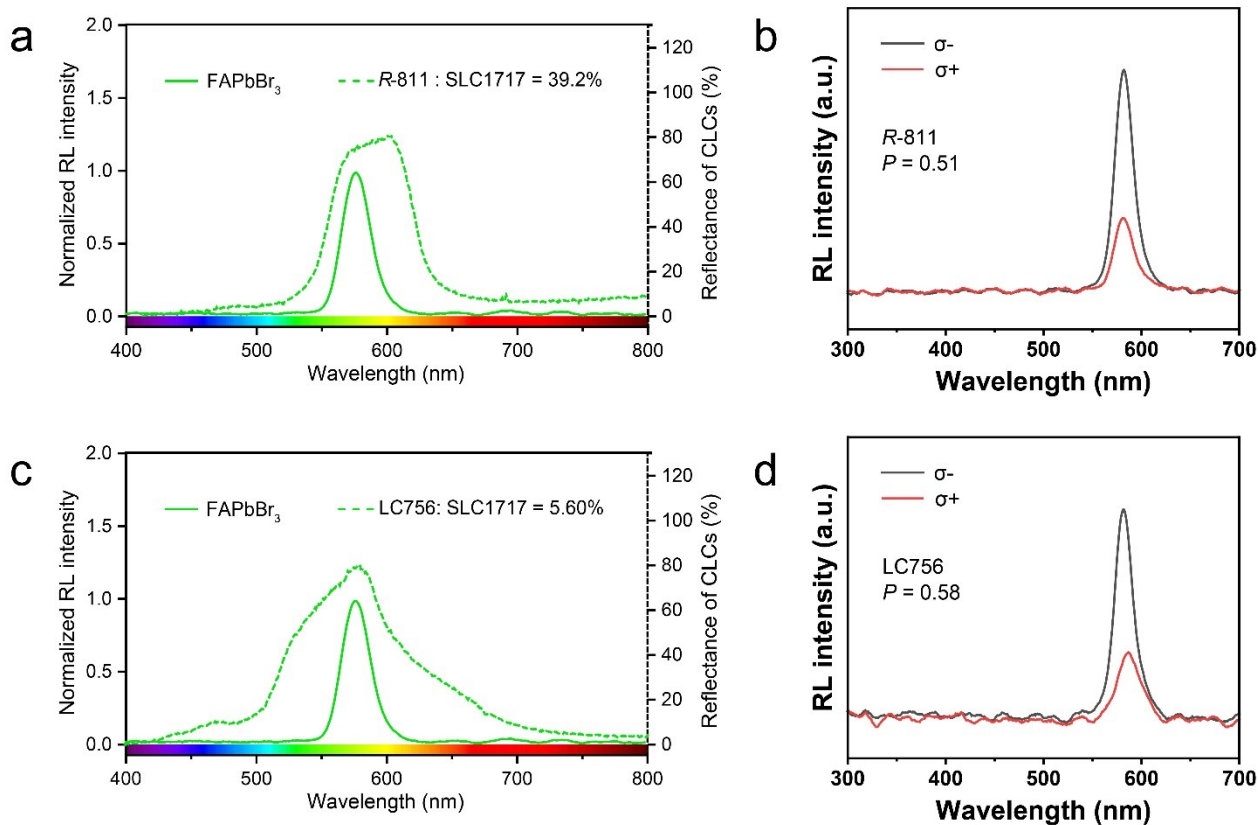 a
2.0
1.5
1.0
0.5
0.0
Normalized RL intensity
FAPbBr₃
R-811 : SLC1717 = 39.2%
120
100
80
60
40
20
0
Reflectance of CLCs (%)
400 500 600 700 800
Wavelength (nm)
b
RL intensity (a.u.)
σ-
σ+
R-811
P = 0.51
300 400 500 600 700
Wavelength (nm)
c
2.0
1.5
1.0
0.5
0.0
Normalized RL intensity
FAPbBr₃
LC756: SLC1717 = 5.60%
120
100
80
60
40
20
0
Reflectance of CLCs (%)
400 500 600 700 800
Wavelength (nm)
d
RL intensity (a.u.)
σ-
σ+
LC756
P = 0.58
300 400 500 600 700
Wavelength (nm)